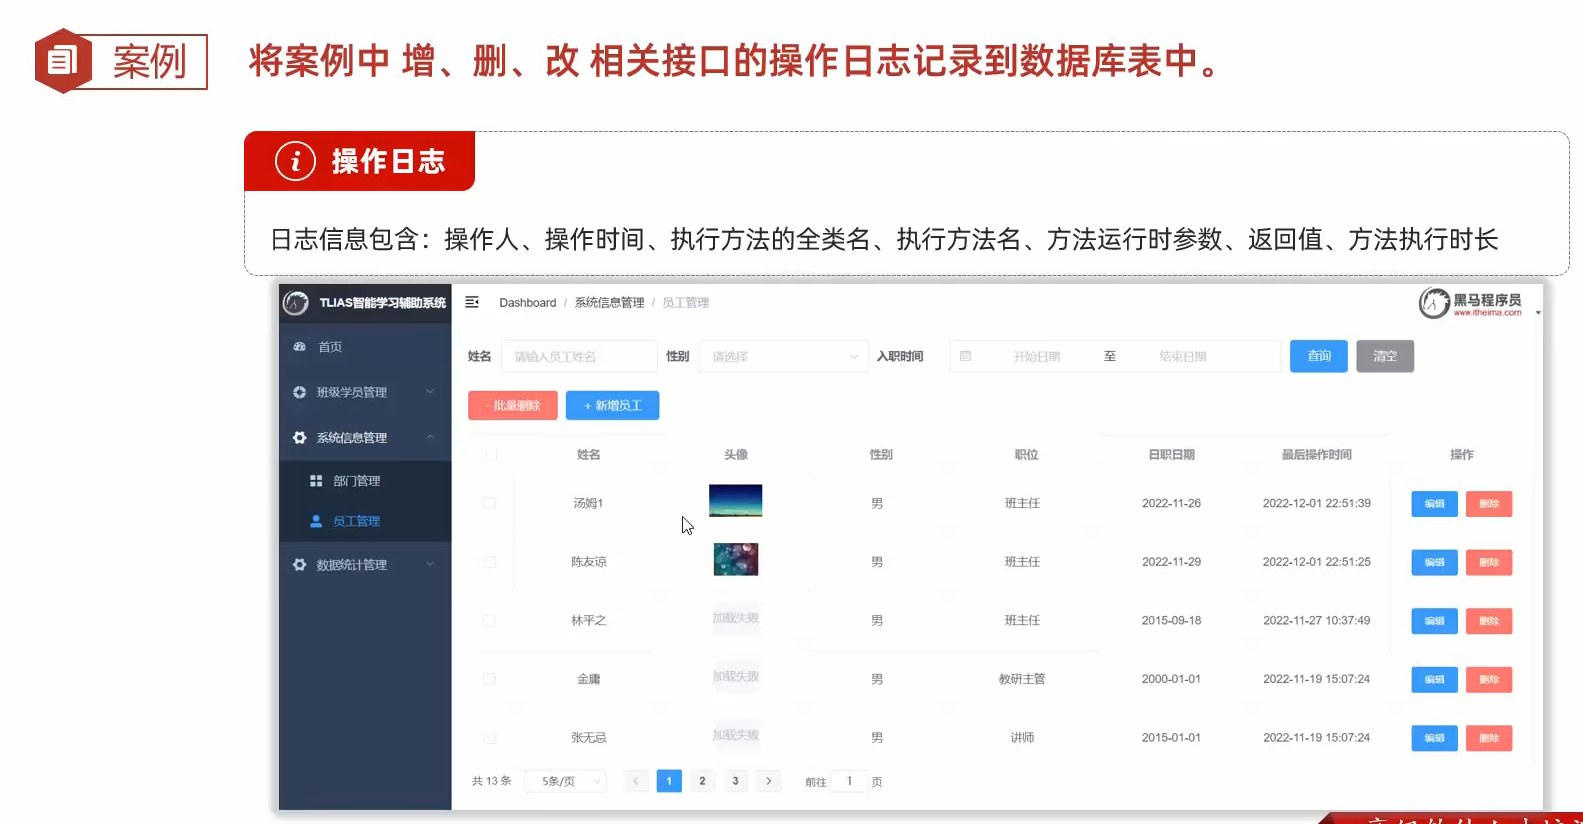 案例
将案例中 增、删、改 相关接口的操作日志记录到数据库表中。
i 操作日志
日志信息包含：操作人、操作时间、执行方法的全类名、执行方法名、方法运行时参数、返回值、方法执行时长
TLIAS智能学习辅助系统
Dashboard / 系统信息管理 / 员工管理
黑马程序员
www.itheima.com
首页
班级学员管理
系统信息管理
部门管理
员工管理
数据统计管理
姓名 请输入员工姓名 性别 请选择 入职时间 开始日期 至 结束日期 查询 清空
- 批量删除 + 新增员工
姓名 头像 性别 职位 日职日期 最后操作时间 操作
汤姆1 男 班主任 2022-11-26 2022-12-01 22:51:39 编辑 删除
陈友谅 男 班主任 2022-11-29 2022-12-01 22:51:25 编辑 删除
林平之 加载失败 男 班主任 2015-09-18 2022-11-27 10:37:49 编辑 删除
金庸 加载失败 男 教研主管 2000-01-01 2022-11-19 15:07:24 编辑 删除
张无忌 加载失败 男 讲师 2015-01-01 2022-11-19 15:07:24 编辑 删除
共 13 条 5条/页 < 1 2 3 > 前往 1 页